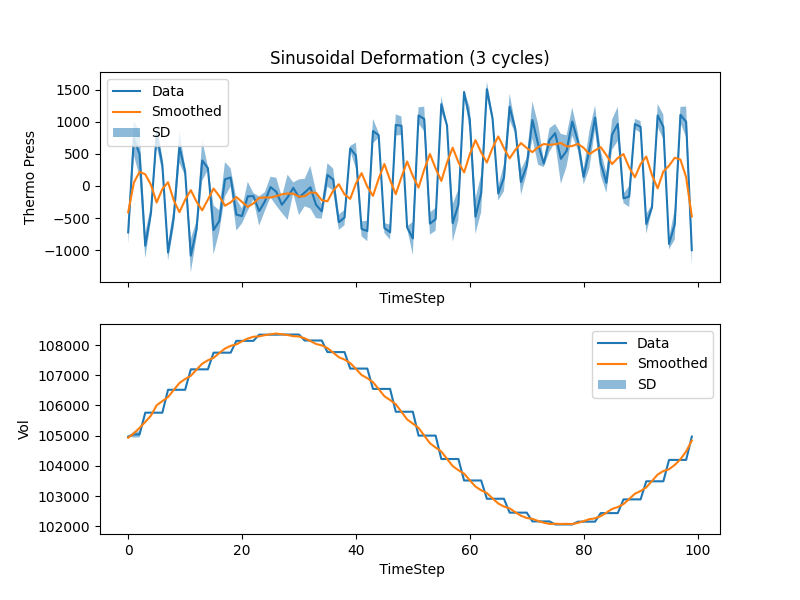 Sinusoidal Deformation (3 cycles)
Thermo Press
1500
1000
500
0
−500
−1000
Data
Smoothed
SD
TimeStep
Vol
108000
107000
106000
105000
104000
103000
102000
Data
Smoothed
SD
0
20
40
60
80
100
TimeStep